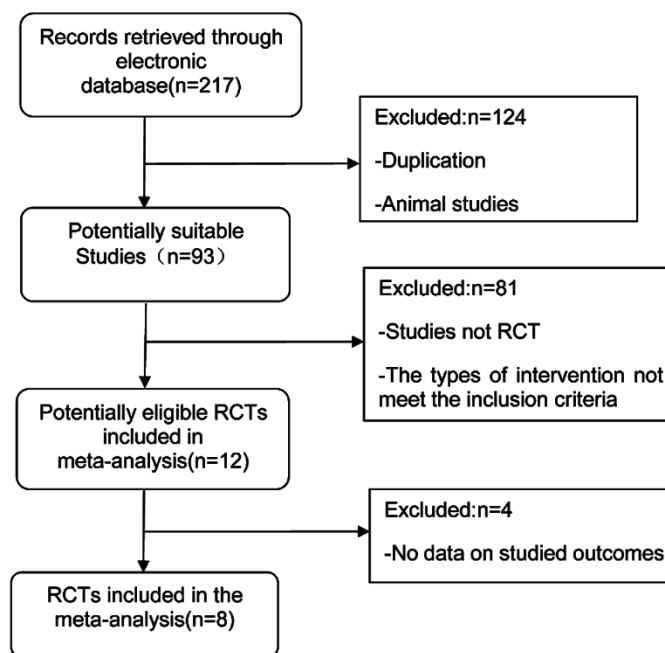 Records retrieved through
electronic
database(n=217)
Excluded:n=124
-Duplication
-Animal studies
Potentially suitable
Studies（n=93）
Excluded:n=81
-Studies not RCT
-The types of intervention not
meet the inclusion criteria
Potentially eligible RCTs
included in
meta-analysis(n=12)
Excluded:n=4
-No data on studied outcomes
RCTs included in the
meta-analysis(n=8)